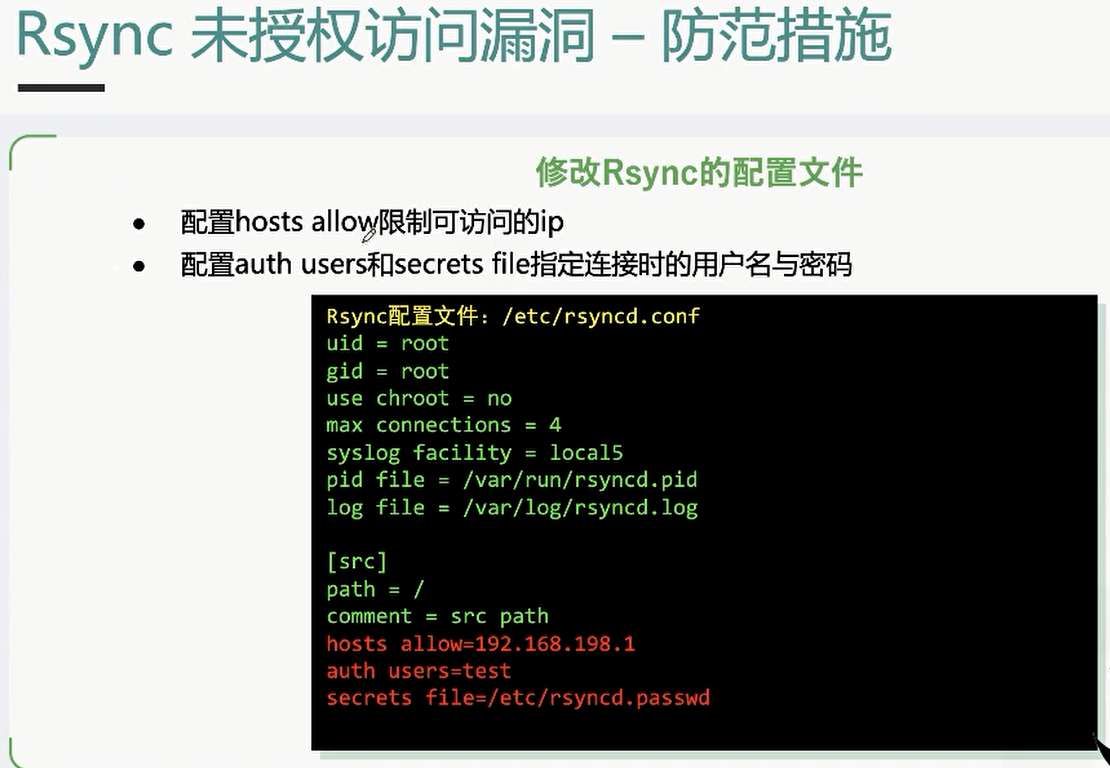 Rsync 未授权访问漏洞 – 防范措施
修改Rsync的配置文件
● 配置hosts allow限制可访问的ip
● 配置auth users和secrets file指定连接时的用户名与密码
Rsync配置文件：/etc/rsyncd.conf
uid = root
gid = root
use chroot = no
max connections = 4
syslog facility = local5
pid file = /var/run/rsyncd.pid
log file = /var/log/rsyncd.log
[src]
path = /
comment = src path
hosts allow=192.168.198.1
auth users=test
secrets file=/etc/rsyncd.passwd